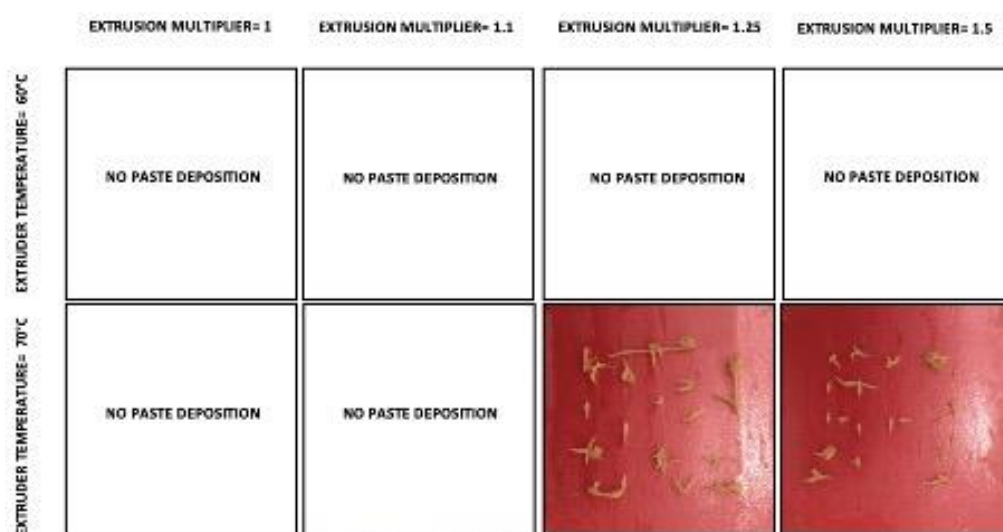 EXTRUSION MULTIPLIER= 1
EXTRUSION MULTIPLIER= 1.1
EXTRUSION MULTIPLIER= 1.25
EXTRUSION MULTIPLIER= 1.5
EXTRUDER TEMPERATURE= 60°C
NO PASTE DEPOSITION
NO PASTE DEPOSITION
NO PASTE DEPOSITION
NO PASTE DEPOSITION
EXTRUDER TEMPERATURE= 70°C
NO PASTE DEPOSITION
NO PASTE DEPOSITION